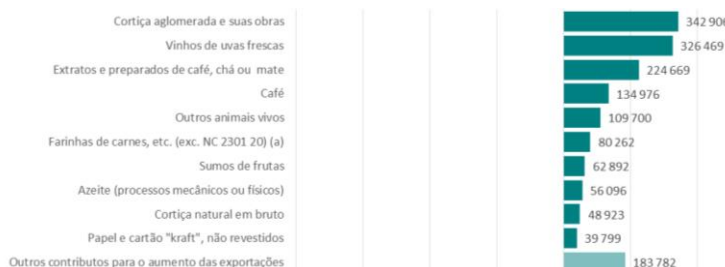 Cortiça aglomerada e suas obras 342 906
Vinhos de uvas frescas 326 469
Extratos e preparados de café, chá ou mate 224 669
Café 134 976
Outros animais vivos 109 700
Farinhas de carnes, etc. (exc. NC 2301 20) (a) 80 262
Sumos de frutas 62 892
Azeite (processos mecânicos ou físicos) 56 096
Cortiça natural em bruto 48 923
Papel e cartão "kraft", não revestidos 39 799
Outros contributos para o aumento das exportações 183 782